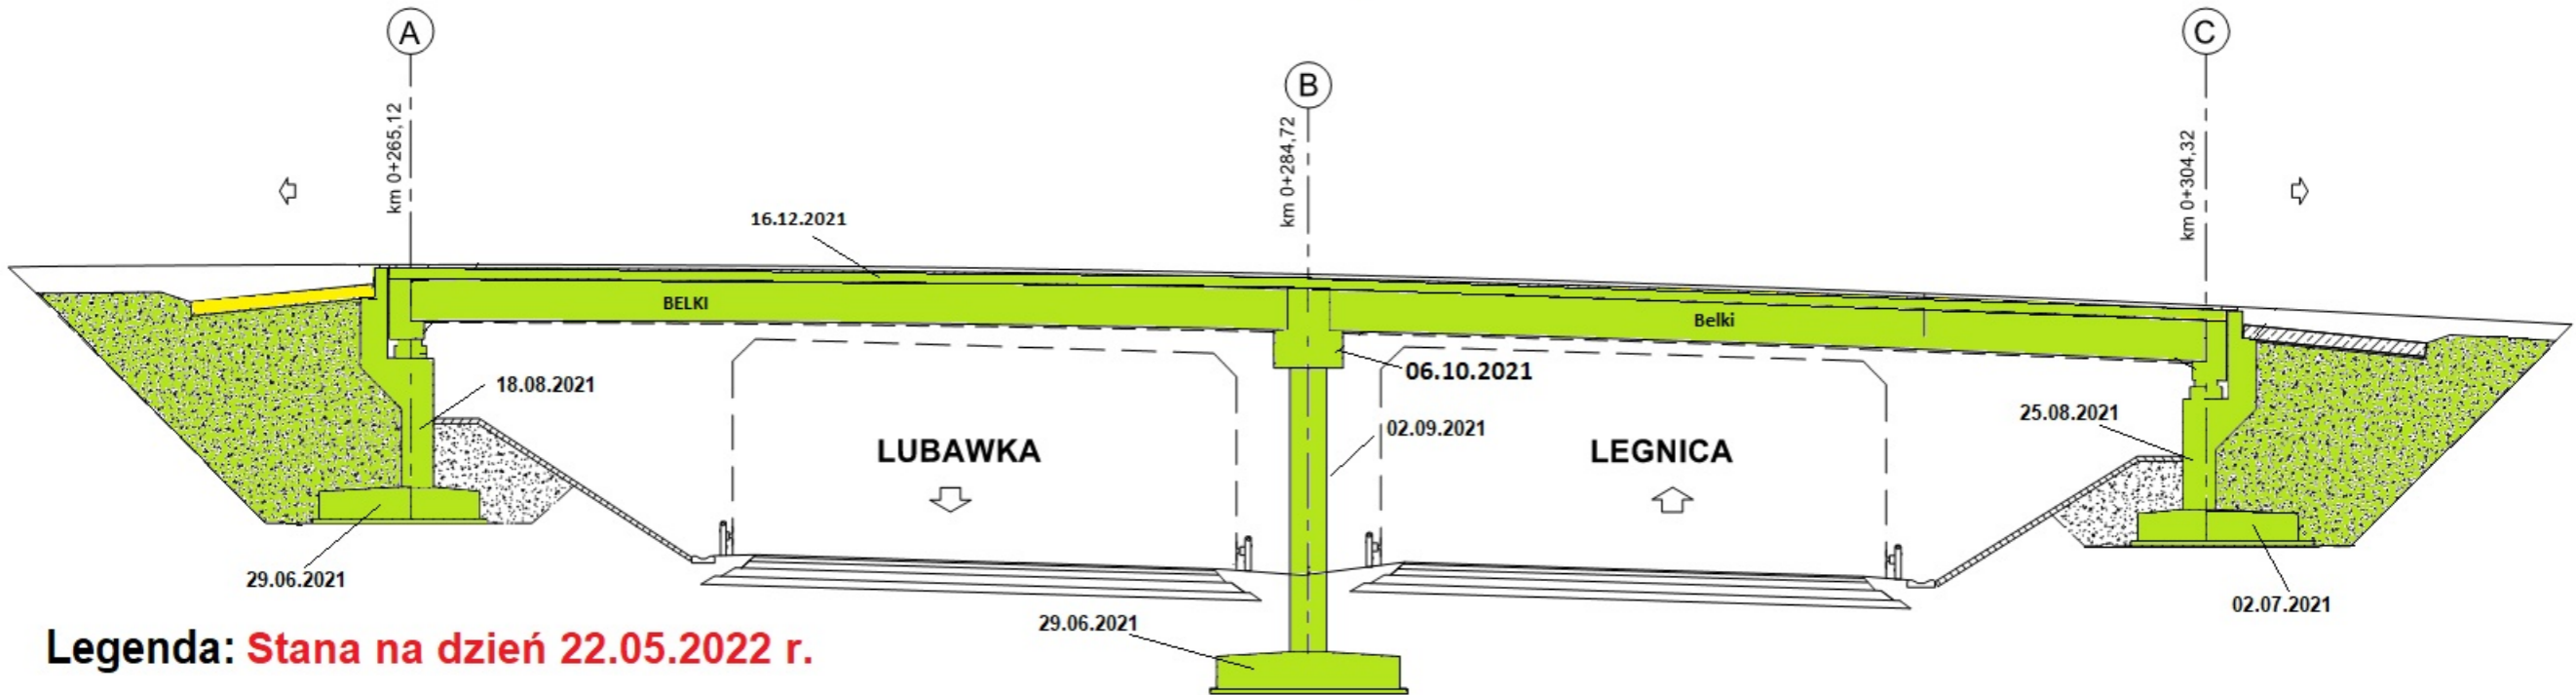 A
B
C
km 0+265,12
km 0+284,72
km 0+304,32
16.12.2021
BELKI
Belki
18.08.2021
06.10.2021
02.09.2021
25.08.2021
LUBAWKA
LEGNICA
29.06.2021
29.06.2021
02.07.2021
Legenda: Stana na dzień 22.05.2022 r.